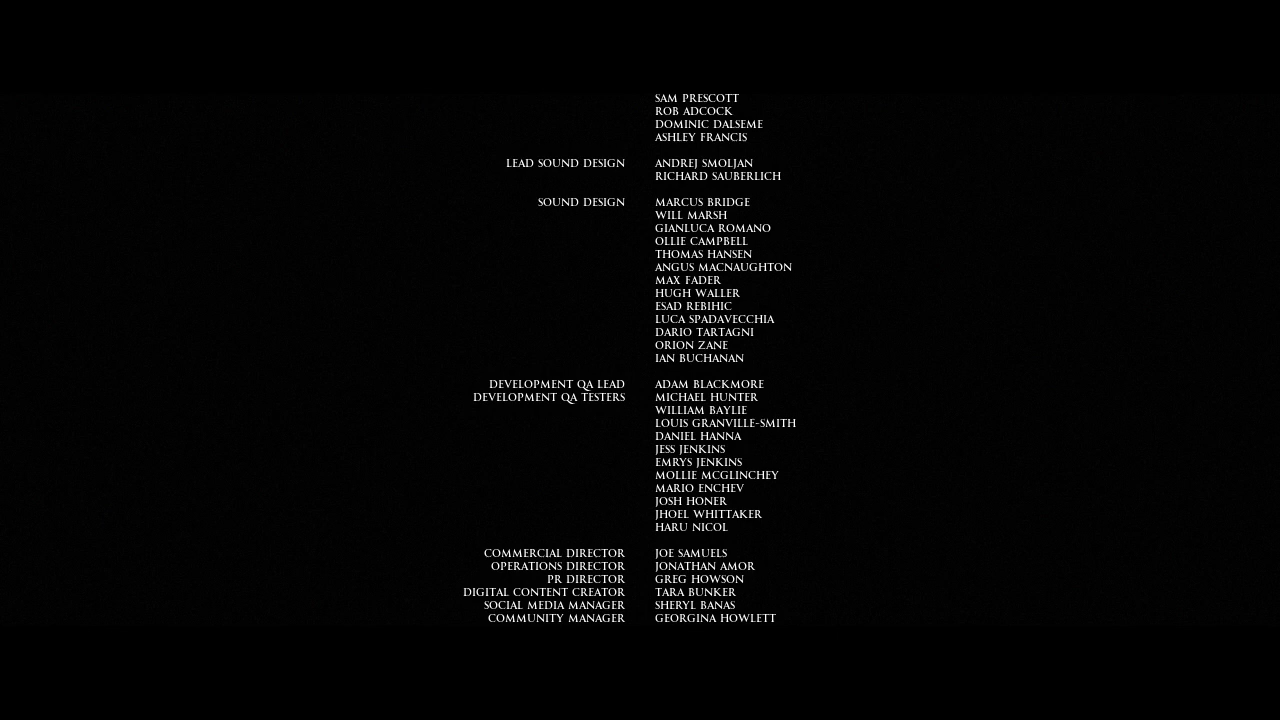 SAM PRESCOTT
ROB ADCOCK
DOMINIC DALSEME
ASHLEY FRANCIS
LEAD SOUND DESIGN ANDREJ SMOLJAN
RICHARD SAUBERLICH
SOUND DESIGN MARCUS BRIDGE
WILL MARSH
GIANLUCA ROMANO
OLLIE CAMPBELL
THOMAS HANSEN
ANGUS MACNAUGHTON
MAX FADER
HUGH WALLER
ESAD REBIHIC
LUCA SPADAVECCHIA
DARIO TARTAGNI
ORION ZANE
IAN BUCHANAN
DEVELOPMENT QA LEAD ADAM BLACKMORE
DEVELOPMENT QA TESTERS MICHAEL HUNTER
WILLIAM BAYLIE
LOUIS GRANVILLE-SMITH
DANIEL HANNA
JESS JENKINS
EMRYS JENKINS
MOLLIE MCGLINCHEY
MARIO ENCHEV
JOSH HONER
JHOEL WHITTAKER
HARU NICOL
COMMERCIAL DIRECTOR JOE SAMUELS
OPERATIONS DIRECTOR JONATHAN AMOR
PR DIRECTOR GREG HOWSON
DIGITAL CONTENT CREATOR TARA BUNKER
SOCIAL MEDIA MANAGER SHERYL BANAS
COMMUNITY MANAGER GEORGINA HOWLETT